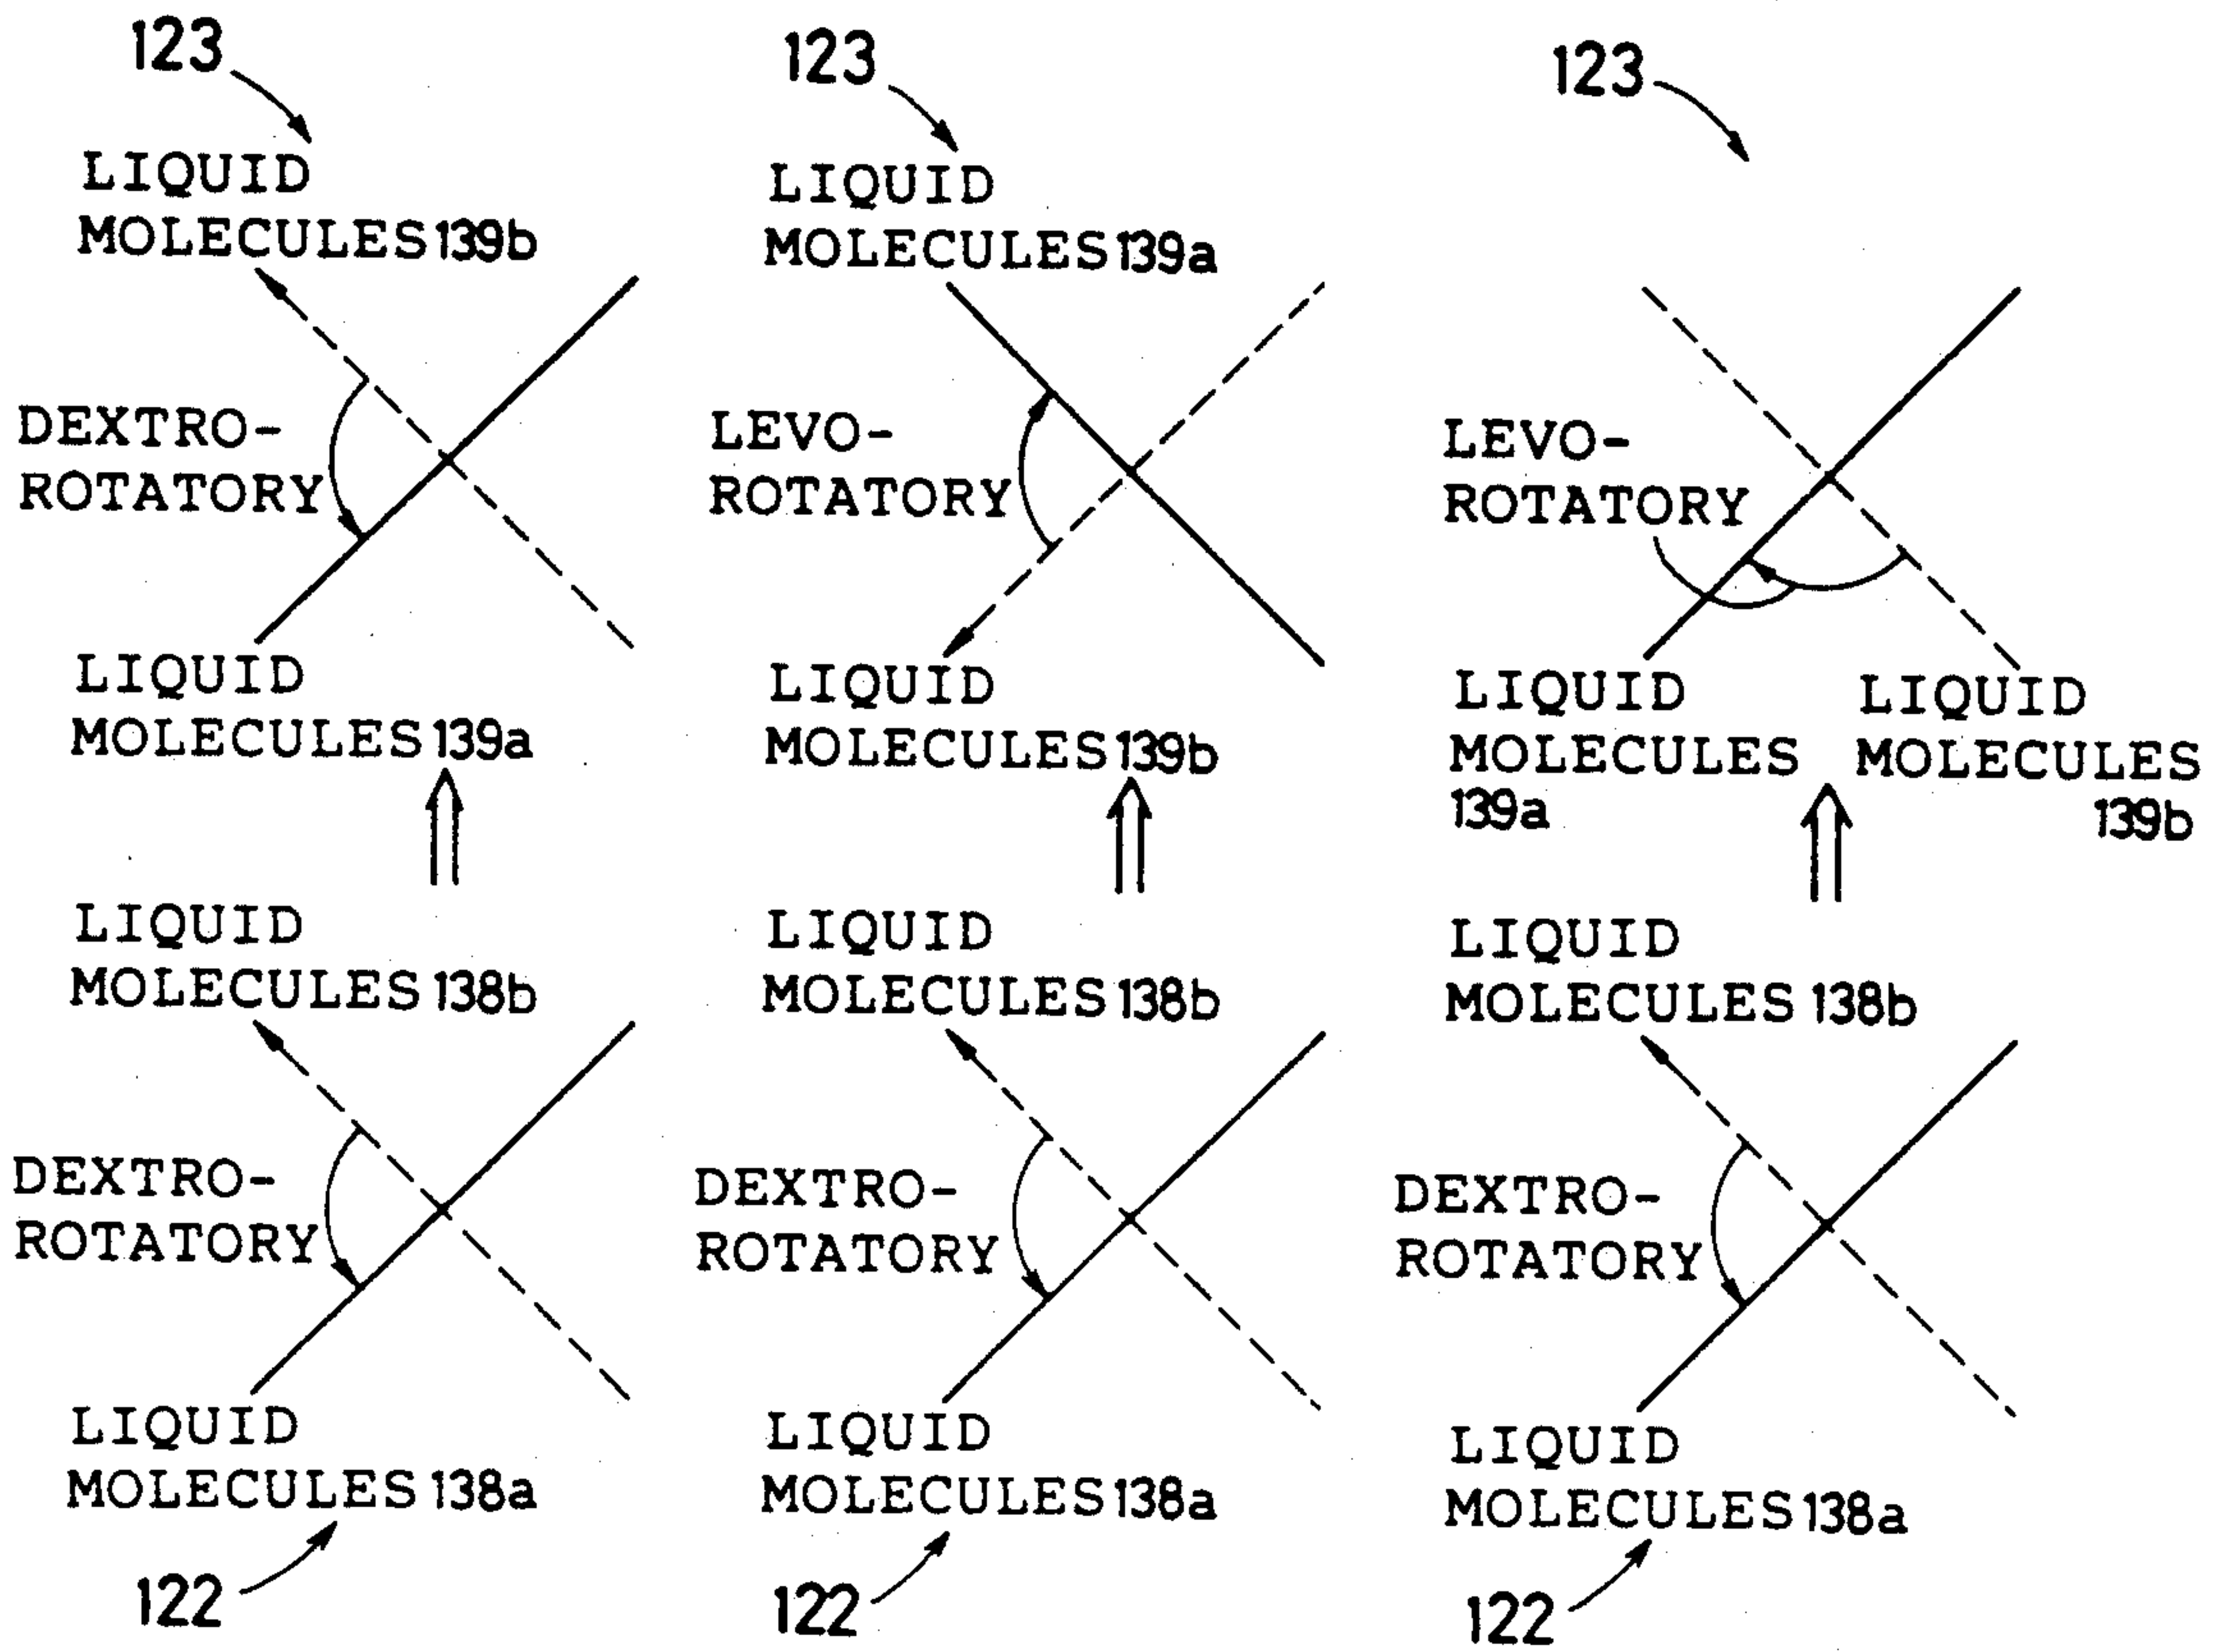 123
LIQUID
MOLECULES 139b
DEXTRO-
ROTATORY
LIQUID
MOLECULES 139a
LIQUID
MOLECULES 138b
DEXTRO-
ROTATORY
LIQUID
MOLECULES 138a
122
123
LIQUID
MOLECULES 139a
LEVO-
ROTATORY
LIQUID
MOLECULES 139b
LIQUID
MOLECULES 138b
DEXTRO-
ROTATORY
LIQUID
MOLECULES 138a
122
123
LEVO-
ROTATORY
LIQUID
MOLECULES
139a
LIQUID
MOLECULES
139b
LIQUID
MOLECULES 138b
DEXTRO-
ROTATORY
LIQUID
MOLECULES 138a
122